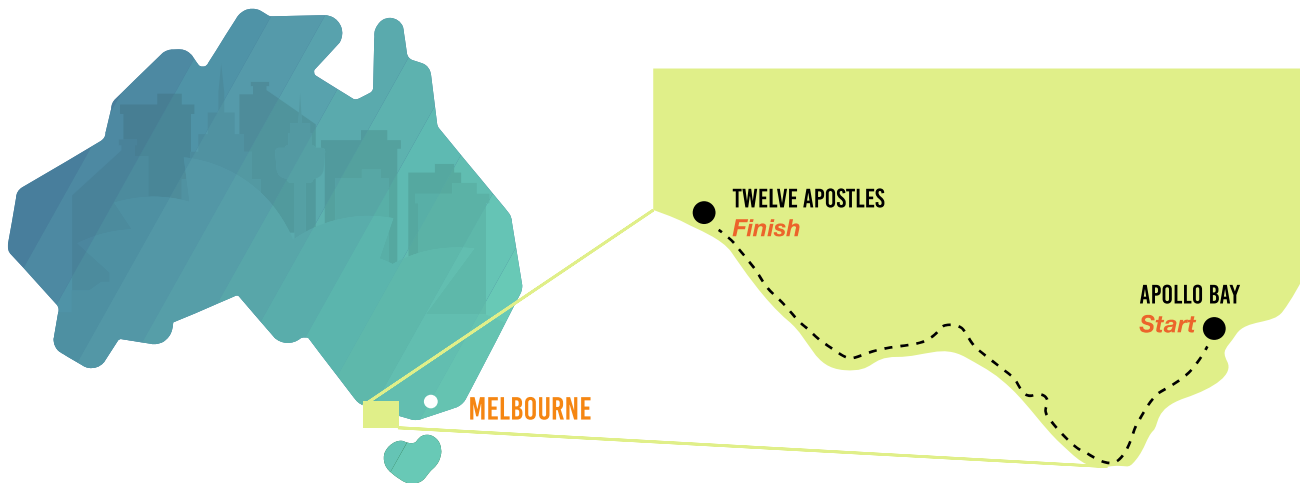 TWELVE APOSTLES
Finish
APOLLO BAY
Start
MELBOURNE